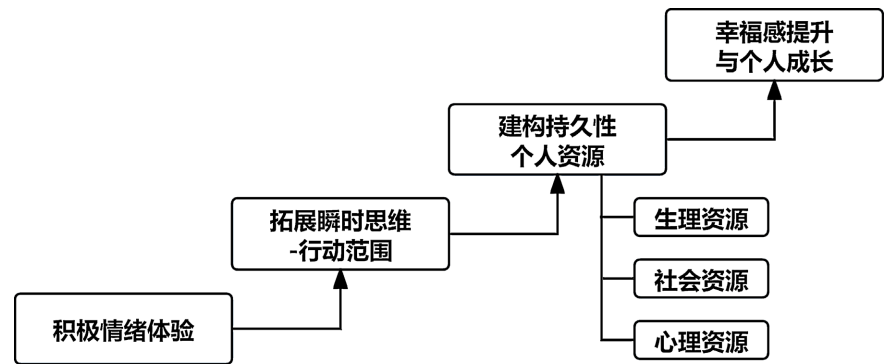 幸福感提升
与个人成长
建构持久性
个人资源
拓展瞬时思维
-行动范围
生理资源
社会资源
积极情绪体验
心理资源